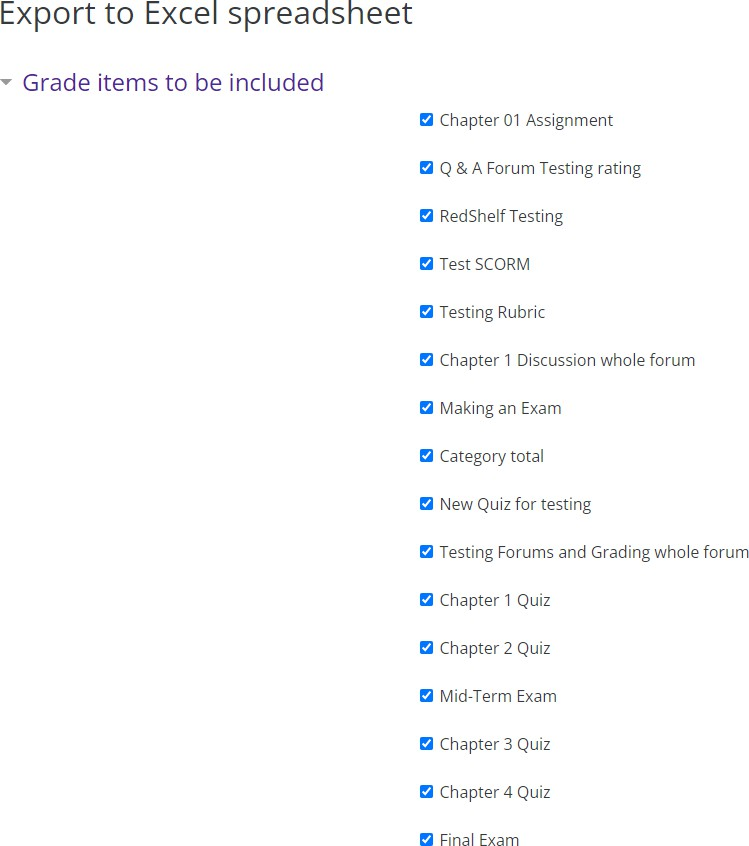 Export to Excel spreadsheet
Grade items to be included
Chapter 01 Assignment
Q & A Forum Testing rating
RedShelf Testing
Test SCORM
Testing Rubric
Chapter 1 Discussion whole forum
Making an Exam
Category total
New Quiz for testing
Testing Forums and Grading whole forum
Chapter 1 Quiz
Chapter 2 Quiz
Mid-Term Exam
Chapter 3 Quiz
Chapter 4 Quiz
Final Exam